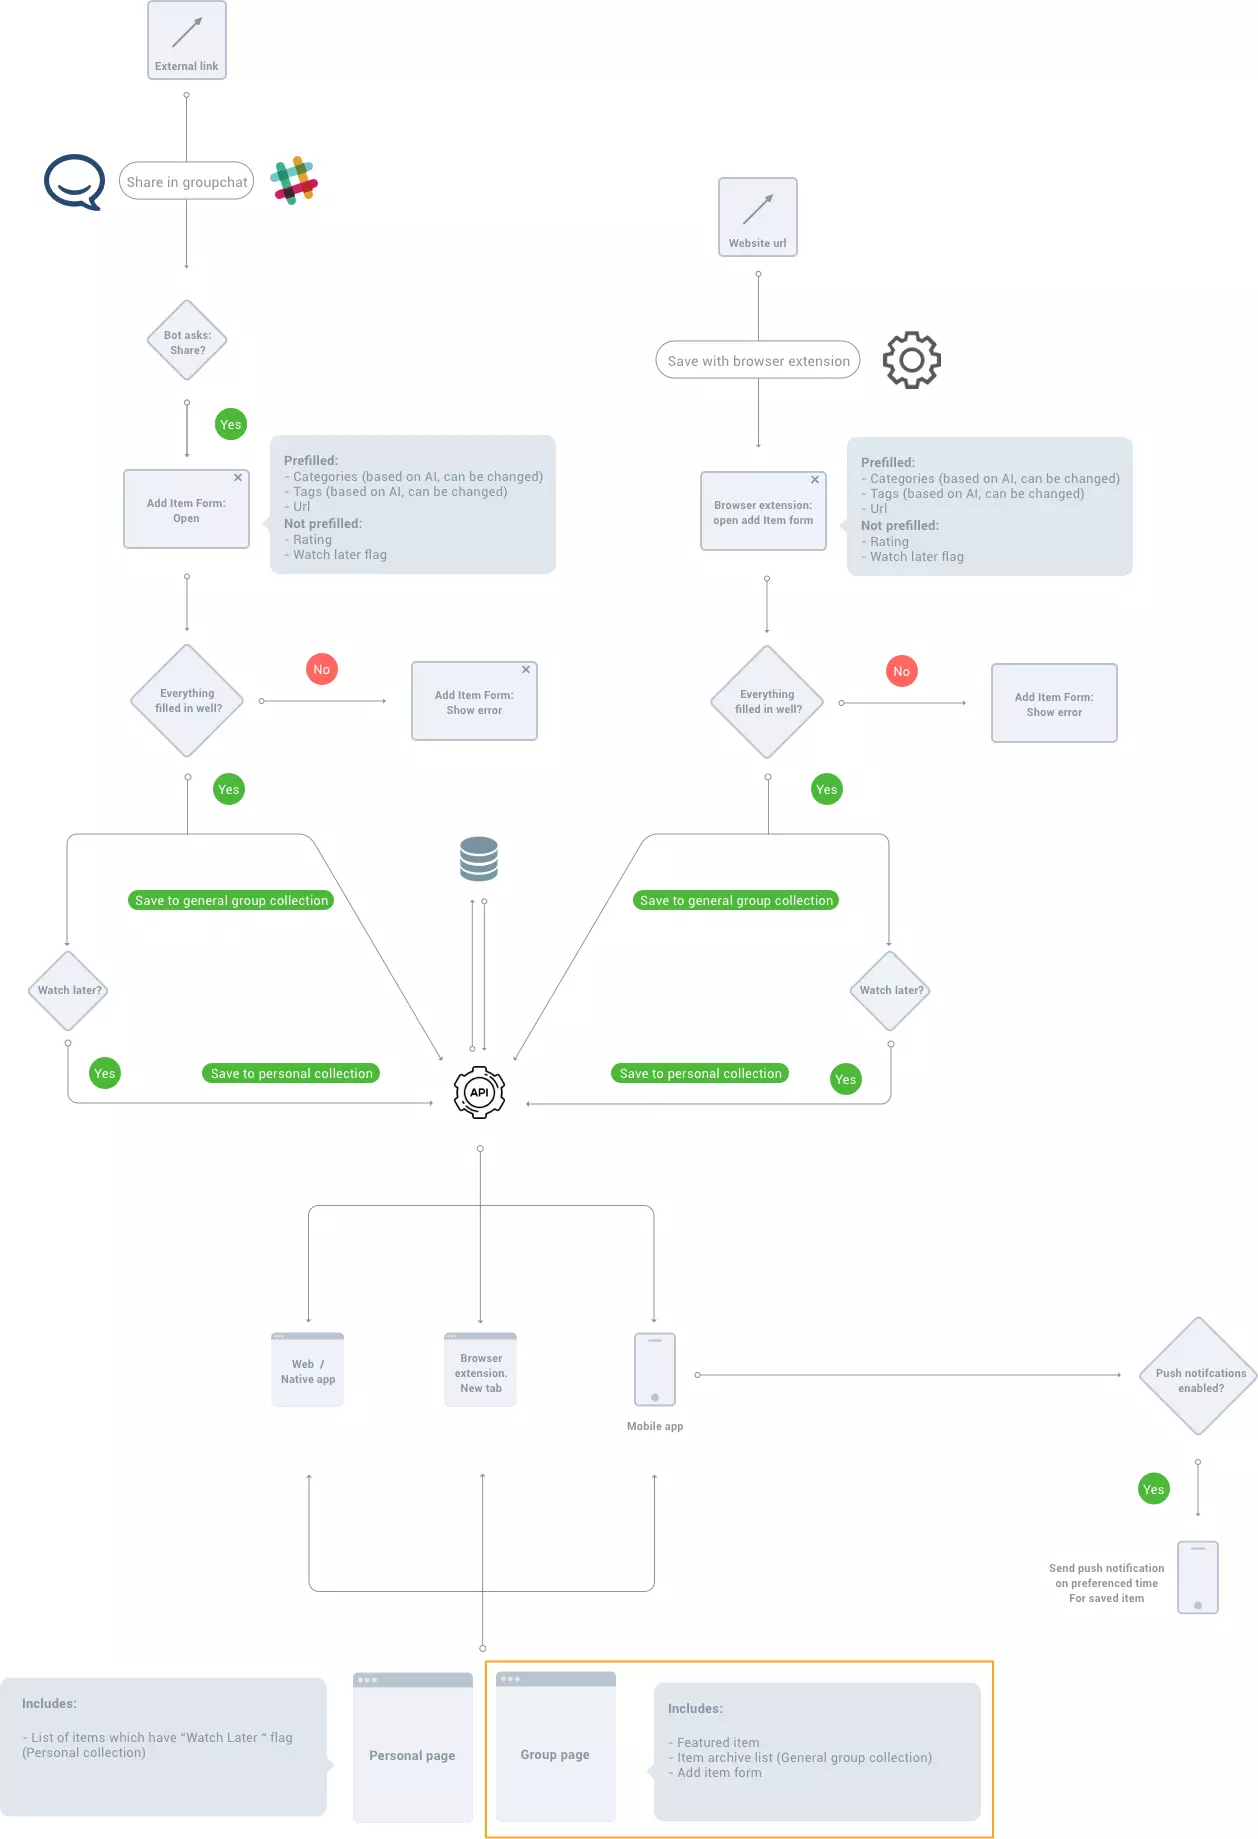 External link
Share in groupchat
Website url
Bot asks:
Share?
Save with browser extension
Yes
Prefilled:
- Categories (based on AI, can be changed)
- Tags (based on AI, can be changed)
- Url
Not prefilled:
- Rating
- Watch later flag
Add Item Form:
Open
Prefilled:
- Categories (based on AI, can be changed)
- Tags (based on AI, can be changed)
- Url
Not prefilled:
- Rating
- Watch later flag
Browser extension:
open add Item form
Everything
filled in well?
No
Add Item Form:
Show error
Everything
filled in well?
No
Add Item Form:
Show error
Yes
Yes
Save to general group collection
Save to general group collection
Watch later?
Watch later?
Yes
Save to personal collection
Save to personal collection
Yes
API
Web /
Native app
Browser
extension.
New tab
Mobile app
Push notifcations
enabled?
Yes
Send push notification
on preferenced time
For saved item
Includes:
- List of items which have “Watch Later “ flag
(Personal collection)
Personal page
Group page
Includes:
- Featured item
- Item archive list (General group collection)
- Add item form